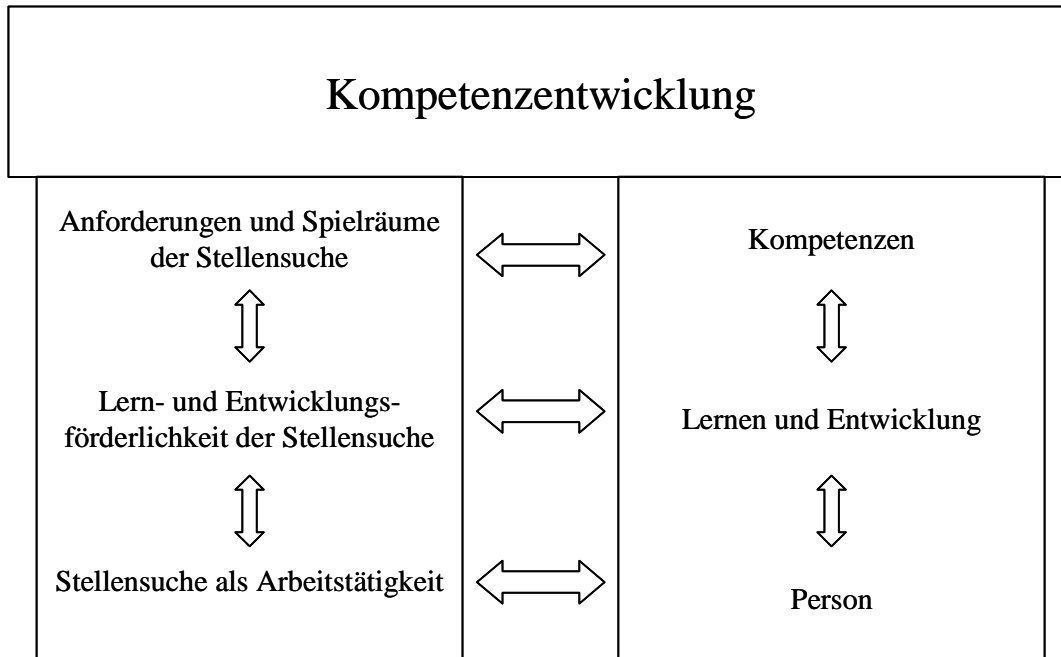 Kompetenzentwicklung
Anforderungen und Spielräume
der Stellensuche
Kompetenzen
Lern- und Entwicklungs-
förderlichkeit der Stellensuche
Lernen und Entwicklung
Stellensuche als Arbeitstätigkeit
Person